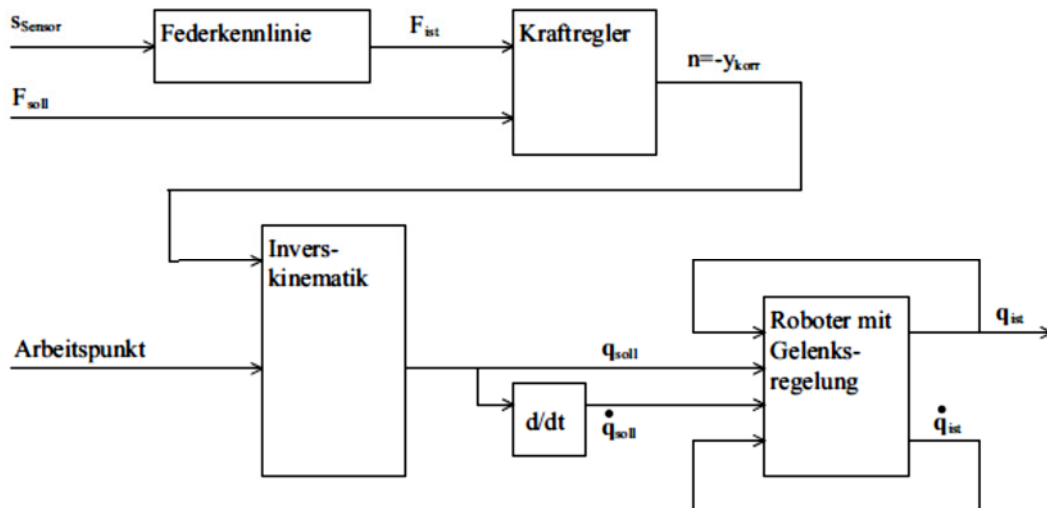 sSensor
Federkennlinie
Fist
Kraftregler
n=-ykorr
Fsoll
Invers-
kinematik
Arbeitspunkt
qsoll
d/dt
q̇soll
Roboter mit
Gelenks-
regelung
qist
q̇ist